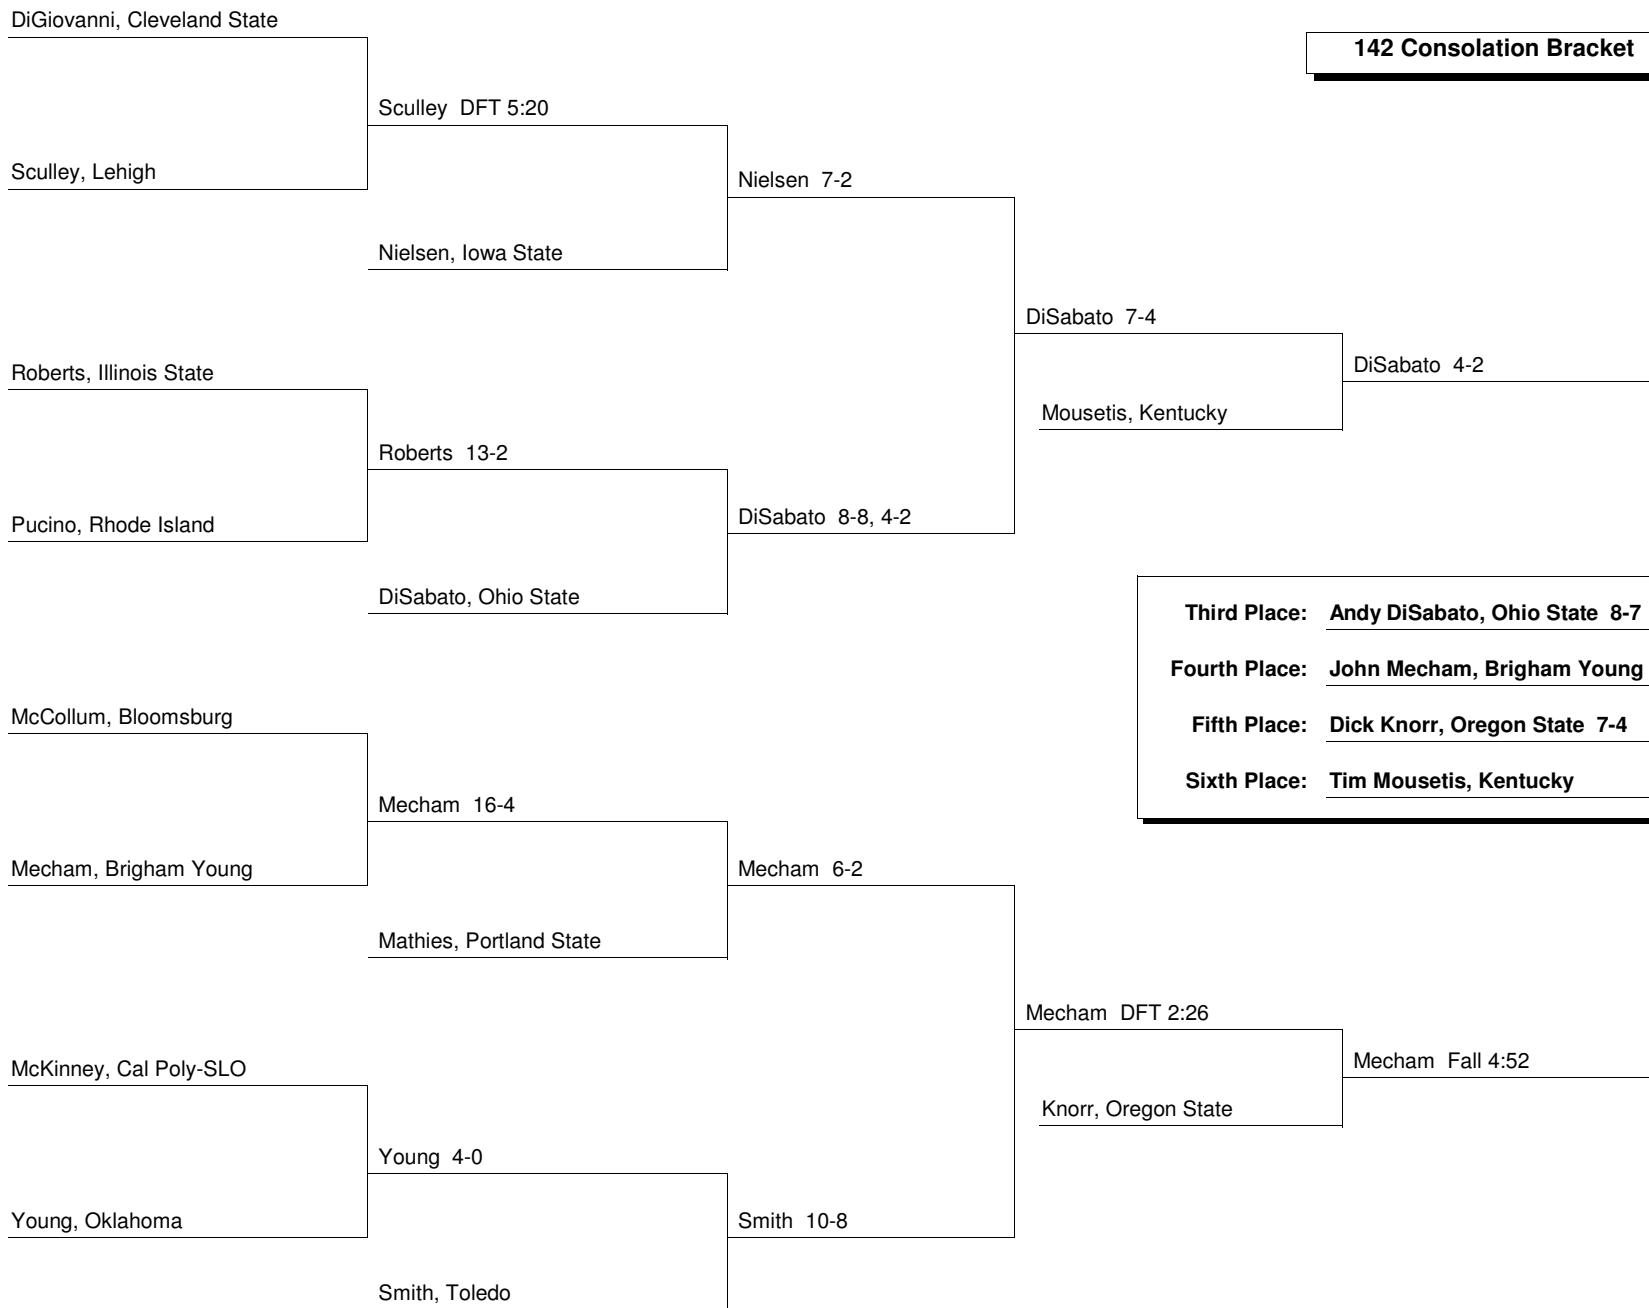 DiGiovanni, Cleveland State
142 Consolation Bracket
Sculley  DFT 5:20
Sculley, Lehigh
Nielsen  7-2
Nielsen, Iowa State
DiSabato  7-4
Roberts, Illinois State
DiSabato  4-2
Mousetis, Kentucky
Roberts  13-2
Pucino, Rhode Island
DiSabato  8-8, 4-2
DiSabato, Ohio State
Third Place: Andy DiSabato, Ohio State  8-7
Fourth Place: John Mecham, Brigham Young
Fifth Place: Dick Knorr, Oregon State  7-4
Sixth Place: Tim Mousetis, Kentucky
McCollum, Bloomsburg
Mecham  16-4
Mecham, Brigham Young
Mecham  6-2
Mathies, Portland State
Mecham  DFT 2:26
McKinney, Cal Poly-SLO
Mecham  Fall 4:52
Knorr, Oregon State
Young  4-0
Young, Oklahoma
Smith  10-8
Smith, Toledo